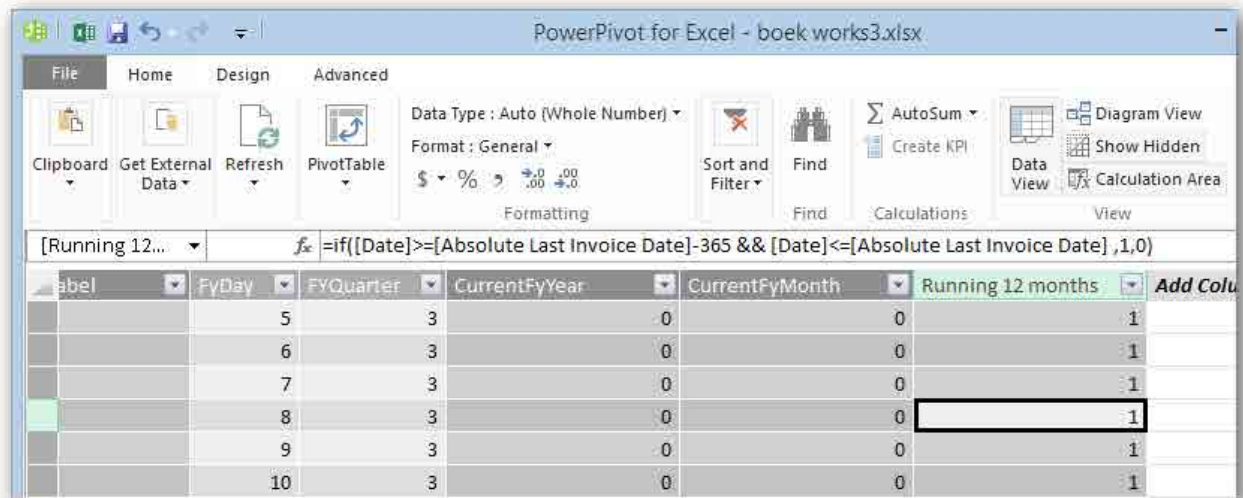 PowerPivot for Excel - boek works3.xlsx
File Home Design Advanced
Clipboard
Get External Data
Refresh
PivotTable
Data Type : Auto (Whole Number)
Format : General
$ % , .00 .00
.0 .0
Formatting
Sort and Filter
Find
Find
∑ AutoSum
Create KPI
Calculations
Data View
Diagram View
Show Hidden
Calculation Area
View
[Running 12... fx =if([Date]>=[Absolute Last Invoice Date]-365 && [Date]<=[Absolute Last Invoice Date] ,1,0)
abel FyDay FYQuarter CurrentFyYear CurrentFyMonth Running 12 months Add Colu
5 3 0 0 1
6 3 0 0 1
7 3 0 0 1
8 3 0 0 1
9 3 0 0 1
10 3 0 0 1